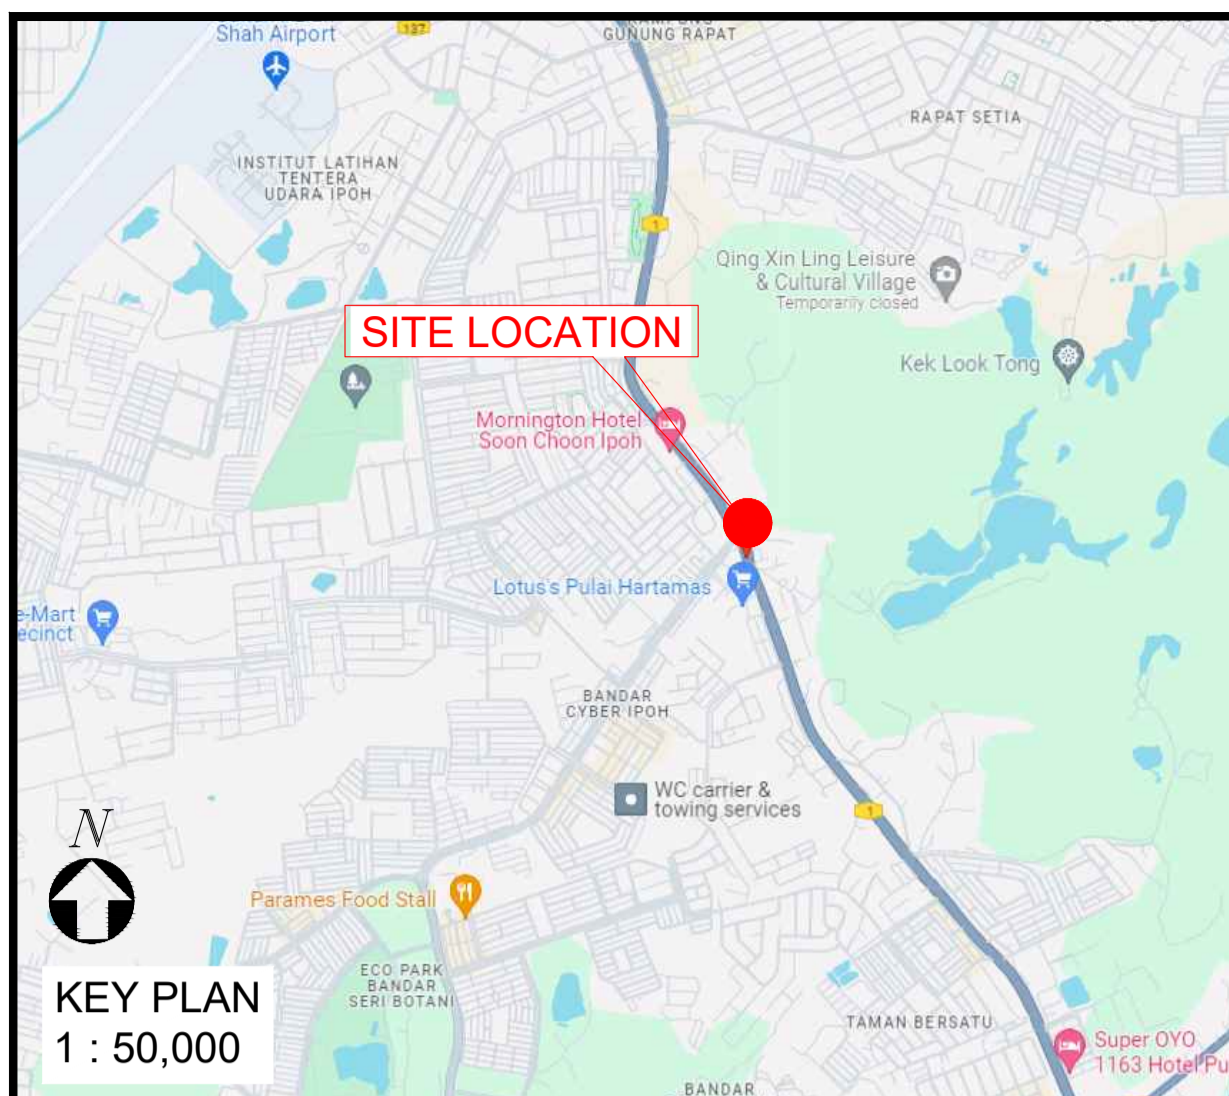 Shah Airport
137
KAMPUNG
GUNUNG RAPAT
RAPAT SETIA
INSTITUT LATIHAN
TENTERA
UDARA IPOH
1
Qing Xin Ling Leisure
& Cultural Village
Temporarily closed
SITE LOCATION
Kek Look Tong
Mornington Hotel
Soon Choon Ipoh
Lotus's Pulai Hartamas
e-Mart
ecinct
BANDAR
CYBER IPOH
WC carrier &
towing services
1
N
Parames Food Stall
ECO PARK
BANDAR
SERI BOTANI
KEY PLAN
1 : 50,000
TAMAN BERSATU
Super OYO
1163 Hotel Pu
BANDAR